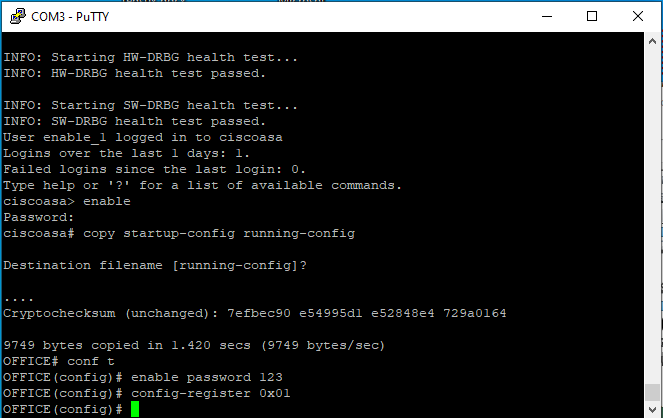 COM3 - PuTTY
INFO: Starting HW-DRBG health test...
INFO: HW-DRBG health test passed.
INFO: Starting SW-DRBG health test...
INFO: SW-DRBG health test passed.
User enable_1 logged in to ciscoasa
Logins over the last 1 days: 1.
Failed logins since the last login: 0.
Type help or '?' for a list of available commands.
ciscoasa> enable
Password:
ciscoasa# copy startup-config running-config
Destination filename [running-config]?
....
Cryptochecksum (unchanged): 7efbec90 e54995d1 e52848e4 729a0164
9749 bytes copied in 1.420 secs (9749 bytes/sec)
OFFICE# conf t
OFFICE(config)# enable password 123
OFFICE(config)# config-register 0x01
OFFICE(config)#